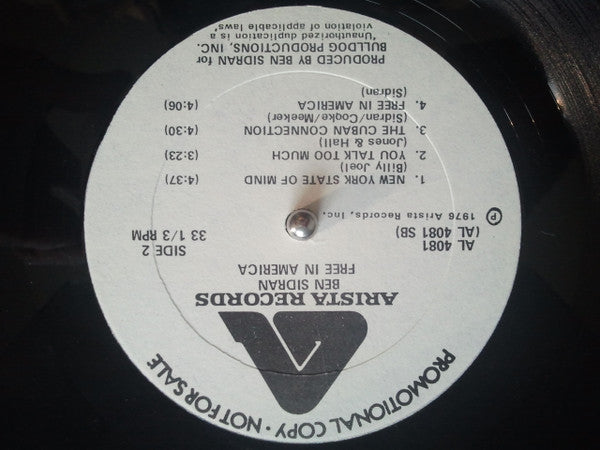 PROMOTIONAL COPY · NOT FOR SALE
ARISTA RECORDS
BEN SIDRAN
FREE IN AMERICA
AL 4081
(AL 4081 SB)
SIDE 2
33 1/3 RPM
Ⓟ 1976 Arista Records, Inc.
1. NEW YORK STATE OF MIND (4:37)
(Billy Joel)
2. YOU TALK TOO MUCH (3:23)
(Jones & Hall)
3. THE CUBAN CONNECTION (4:30)
(Sidran/Cooke/Meeker)
4. FREE IN AMERICA (4:06)
(Sidran)
PRODUCED BY BEN SIDRAN for
BULLDOG PRODUCTIONS, INC.
"Unauthorized duplication is a
violation of applicable laws"